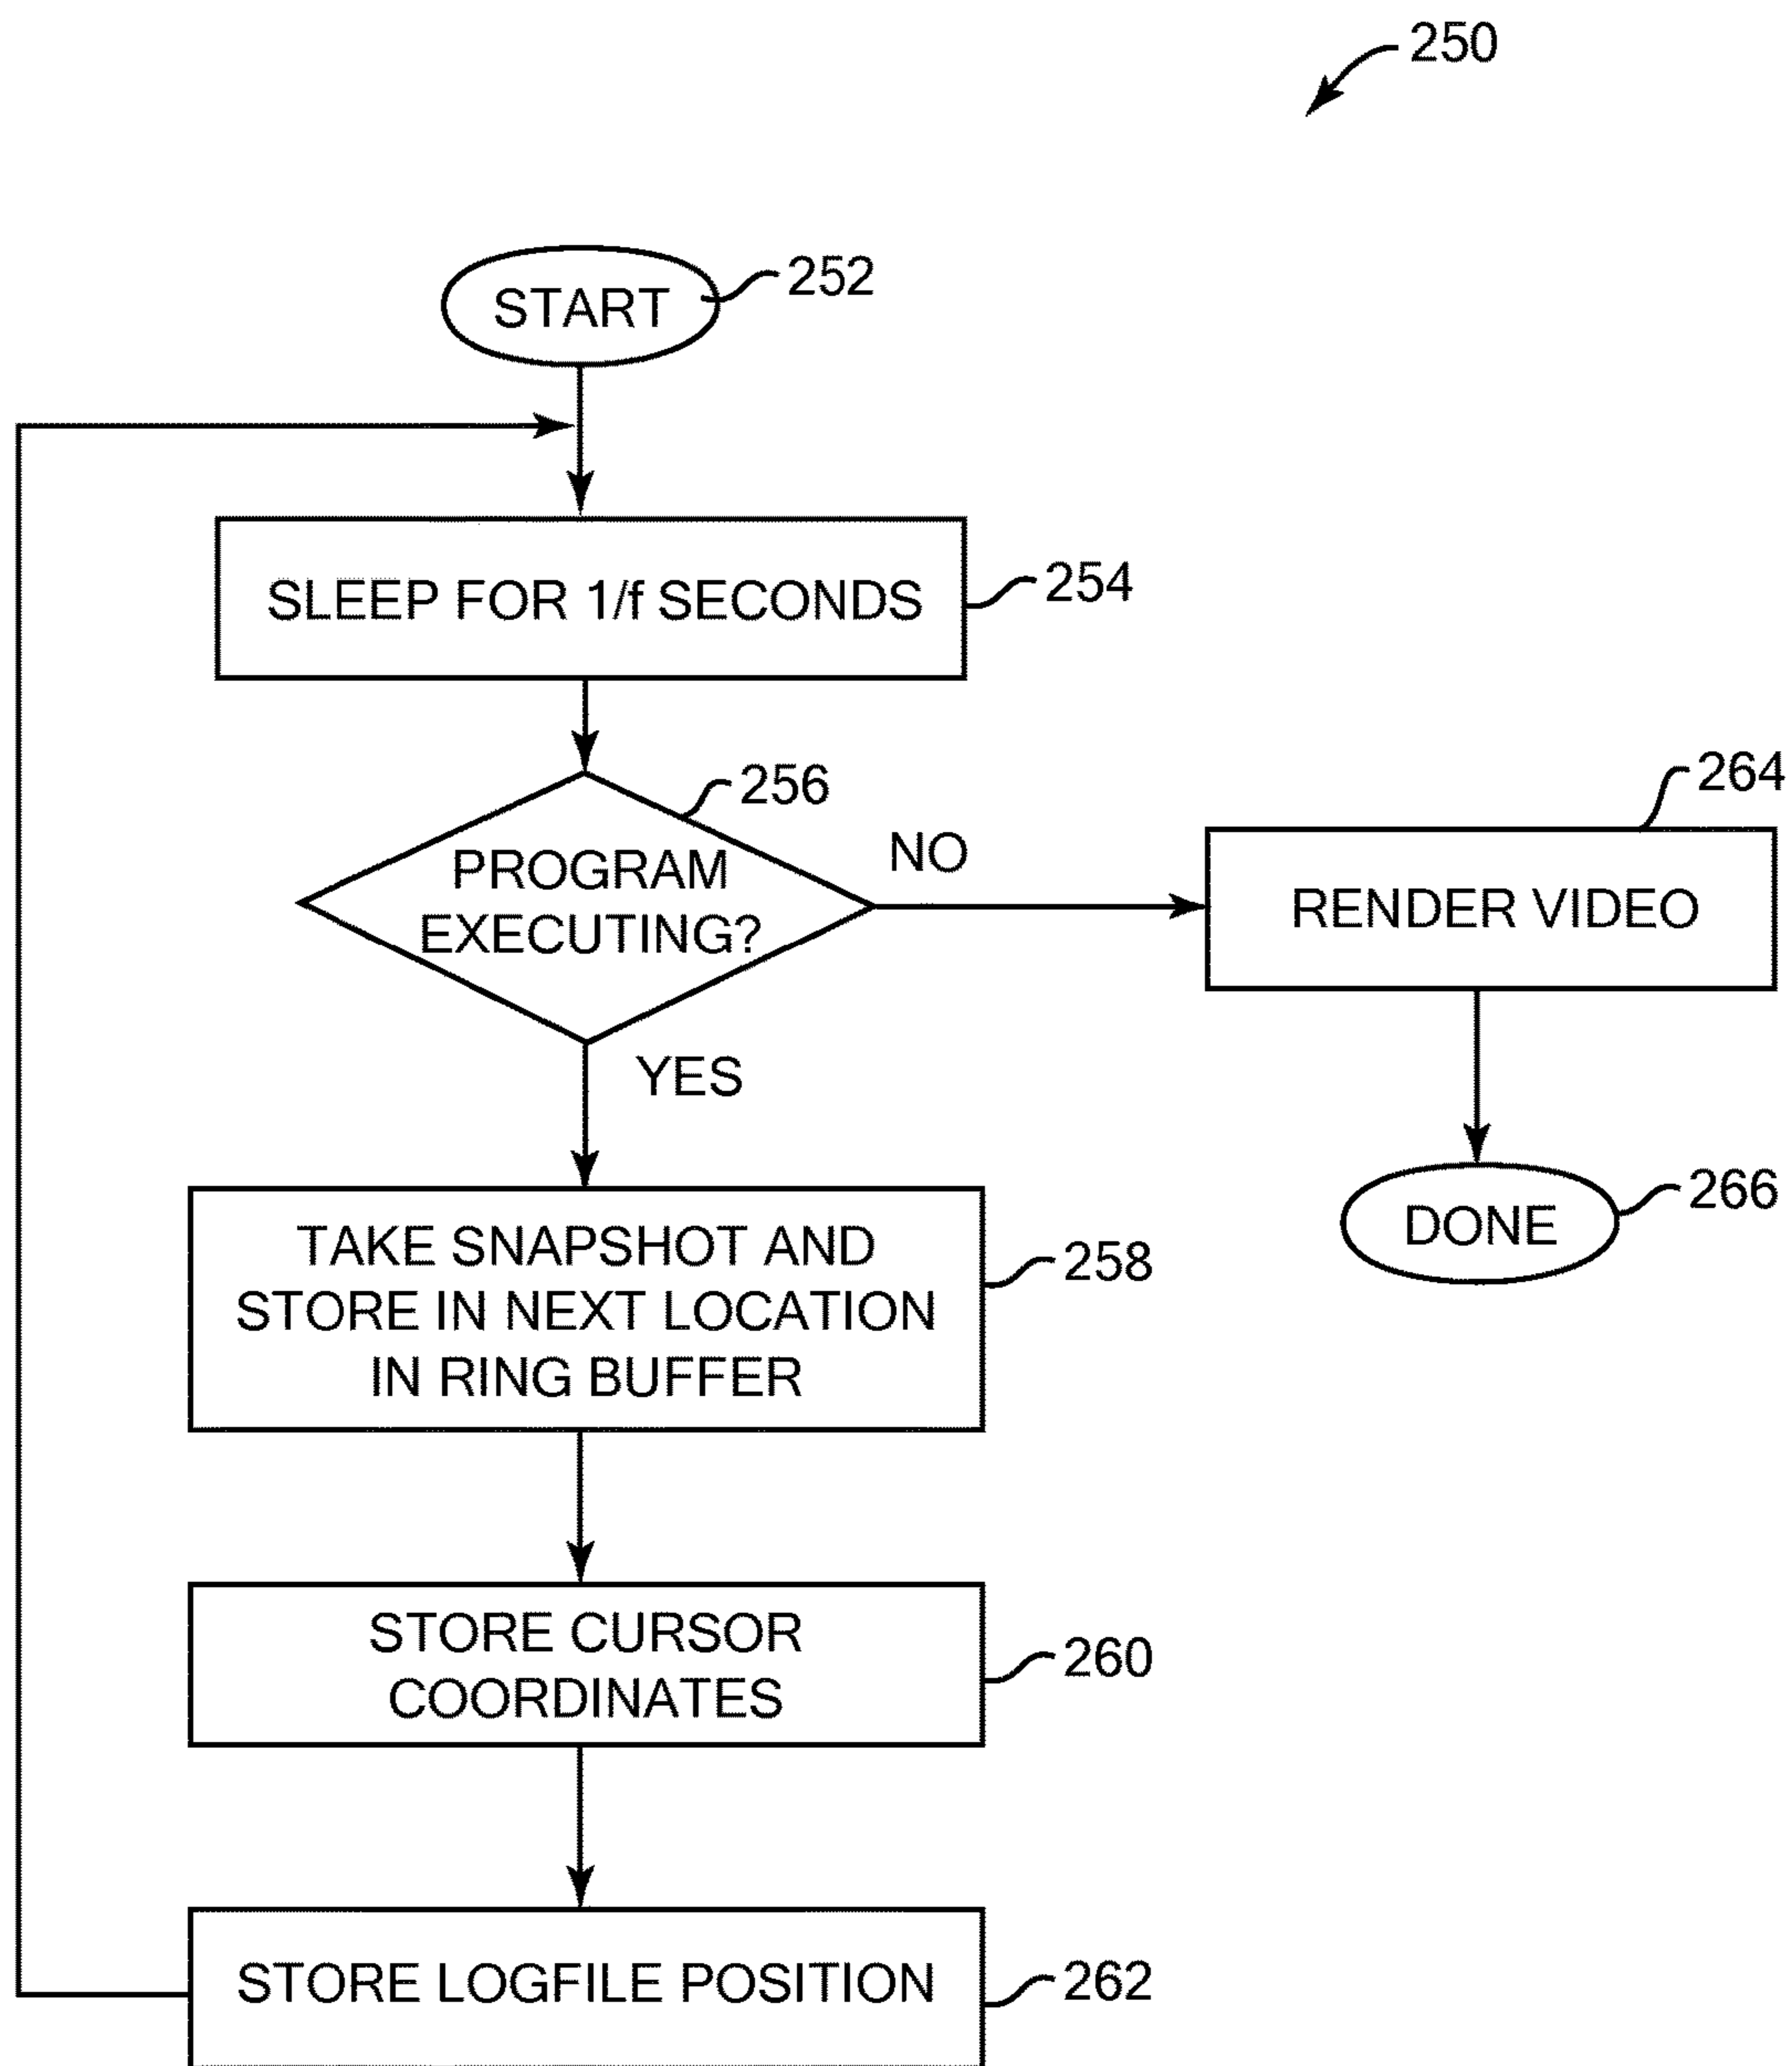 250
START
252
SLEEP FOR 1/f SECONDS
254
256
PROGRAM
EXECUTING?
NO
YES
264
RENDER VIDEO
DONE
266
TAKE SNAPSHOT AND
STORE IN NEXT LOCATION
IN RING BUFFER
258
STORE CURSOR
COORDINATES
260
STORE LOGFILE POSITION
262